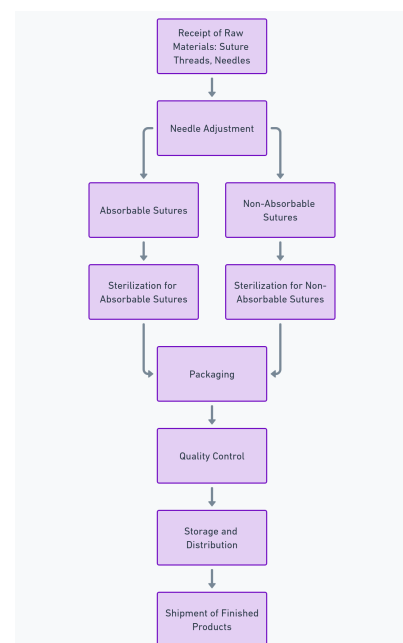 Receipt of Raw
Materials: Suture
Threads, Needles
Needle Adjustment
Absorbable Sutures
Non-Absorbable
Sutures
Sterilization for
Absorbable Sutures
Sterilization for Non-
Absorbable Sutures
Packaging
Quality Control
Storage and
Distribution
Shipment of Finished
Products